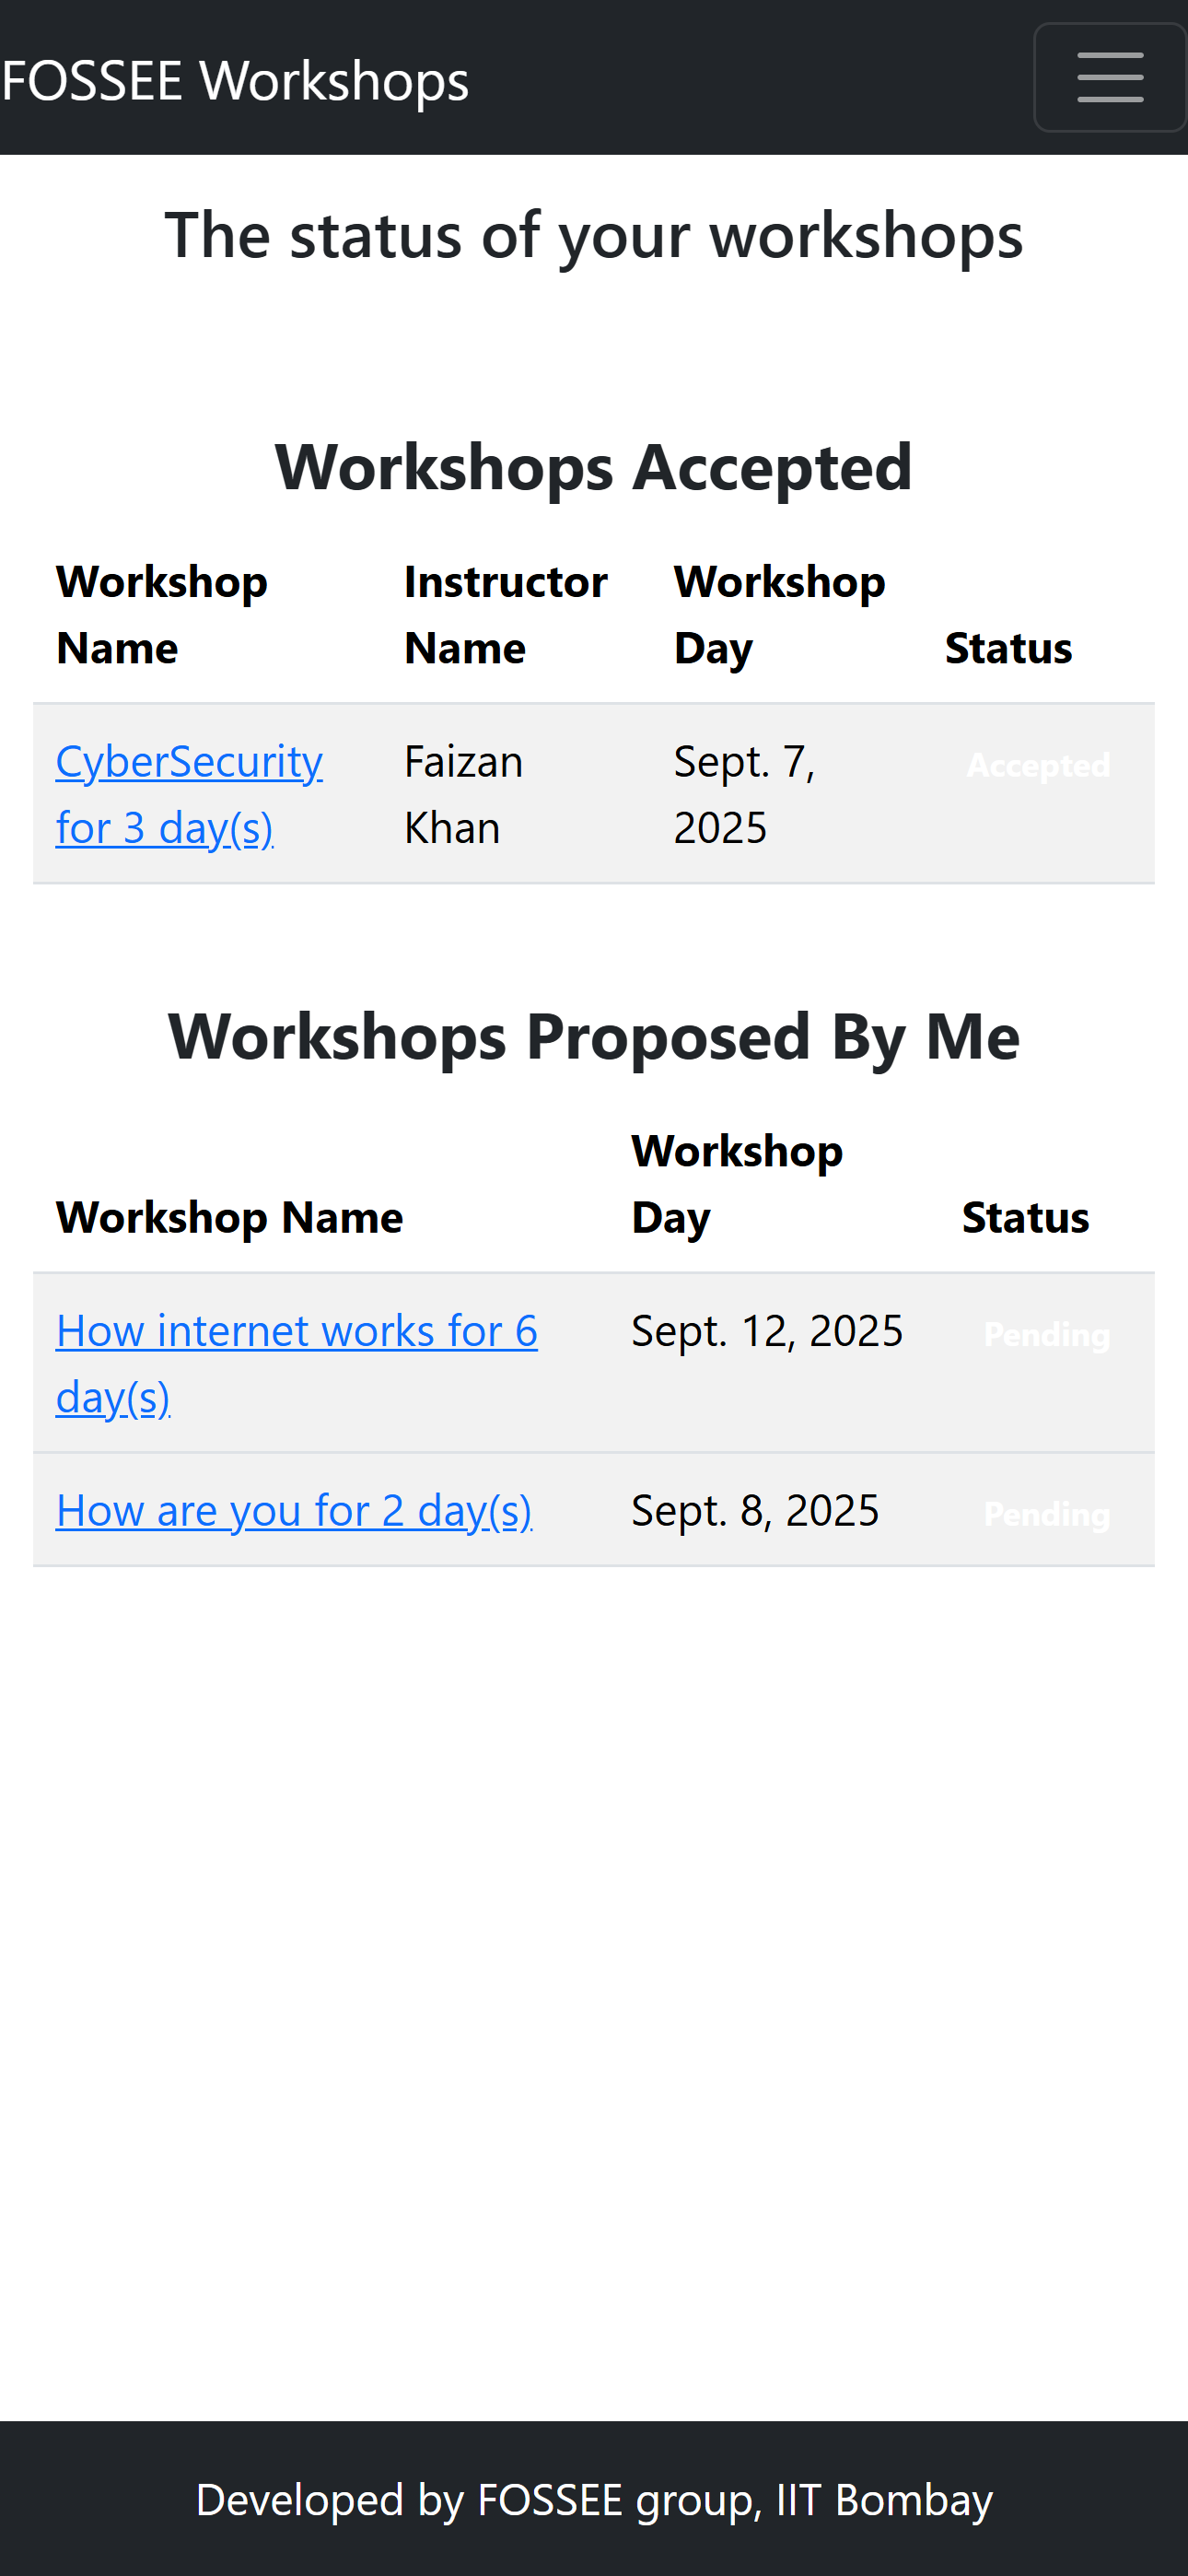 FOSSEE Workshops
The status of your workshops
Workshops Accepted
Workshop Name Instructor Name Workshop Day Status
CyberSecurity for 3 day(s) Faizan Khan Sept. 7, 2025 Accepted
Workshops Proposed By Me
Workshop Name Workshop Day Status
How internet works for 6 day(s) Sept. 12, 2025 Pending
How are you for 2 day(s) Sept. 8, 2025 Pending
Developed by FOSSEE group, IIT Bombay